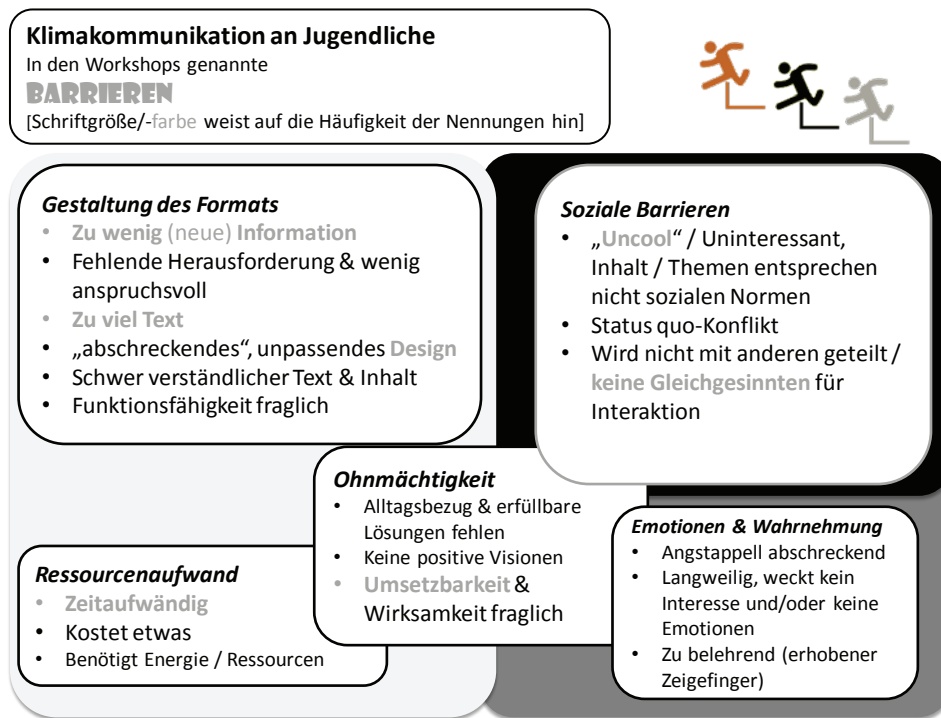 Klimakommunikation an Jugendliche
In den Workshops genannte
BARRIEREN
[Schriftgröße/-farbe weist auf die Häufigkeit der Nennungen hin]
Gestaltung des Formats
• Zu wenig (neue) Information
• Fehlende Herausforderung & wenig
anspruchsvoll
• Zu viel Text
• „abschreckendes“, unpassendes Design
• Schwer verständlicher Text & Inhalt
• Funktionsfähigkeit fraglich
Soziale Barrieren
• „Uncool“ / Uninteressant,
Inhalt / Themen entsprechen
nicht sozialen Normen
• Status quo-Konflikt
• Wird nicht mit anderen geteilt /
keine Gleichgesinnten für
Interaktion
Ohnmächtigkeit
• Alltagsbezug & erfüllbare
Lösungen fehlen
• Keine positive Visionen
• Umsetzbarkeit &
Wirksamkeit fraglich
Ressourcenaufwand
• Zeitaufwändig
• Kostet etwas
• Benötigt Energie / Ressourcen
Emotionen & Wahrnehmung
• Angstappell abschreckend
• Langweilig, weckt kein
Interesse und/oder keine
Emotionen
• Zu belehrend (erhobener
Zeigefinger)